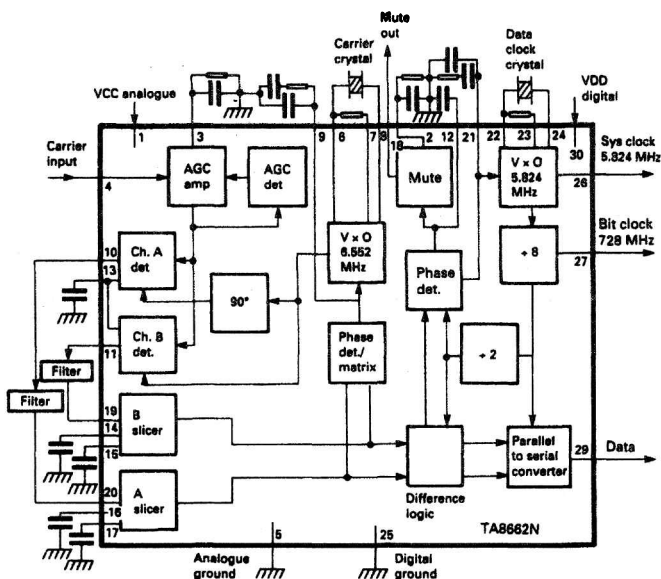 Mute
out
Carrier
crystal
Data
clock
crystal
VCC analogue
VDD
digital
1
3
9
6
7
8
18
2
12
21
22
23
24
30
Carrier
input
4
AGC
amp
AGC
det
Mute
V × O
5.824
MHz
Sys clock
5.824 MHz
26
10
13
Ch. A
det
V × O
6.552
MHz
÷ 8
Bit clock
728 MHz
27
90°
Phase
det.
11
Ch. B
det.
Phase
det./
matrix
÷ 2
Filter
Filter
19
14
15
B
slicer
20
16
17
A
slicer
Difference
logic
Parallel
to serial
converter
29
Data
TA8662N
5
25
Analogue
ground
Digital
ground